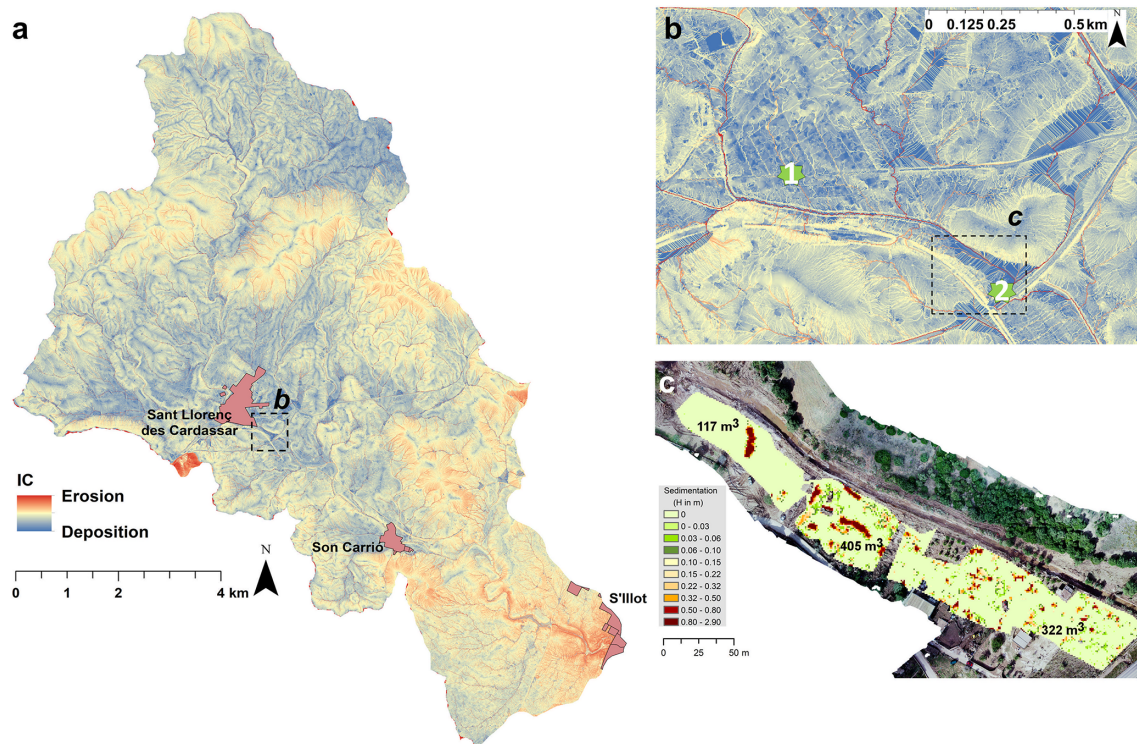 a
Sant Llorenç
des Cardassar
b
IC
Erosion
Deposition
N
0 1 2 4 km
Son Carrió
S'Illot
b
0 0.125 0.25 0.5 km
N
1
c
2
c
117 m³
405 m³
322 m³
Sedimentation
(H in m)
0
0 - 0.03
0.03 - 0.06
0.06 - 0.10
0.10 - 0.15
0.15 - 0.22
0.22 - 0.32
0.32 - 0.50
0.50 - 0.80
0.80 - 2.90
0 25 50 m